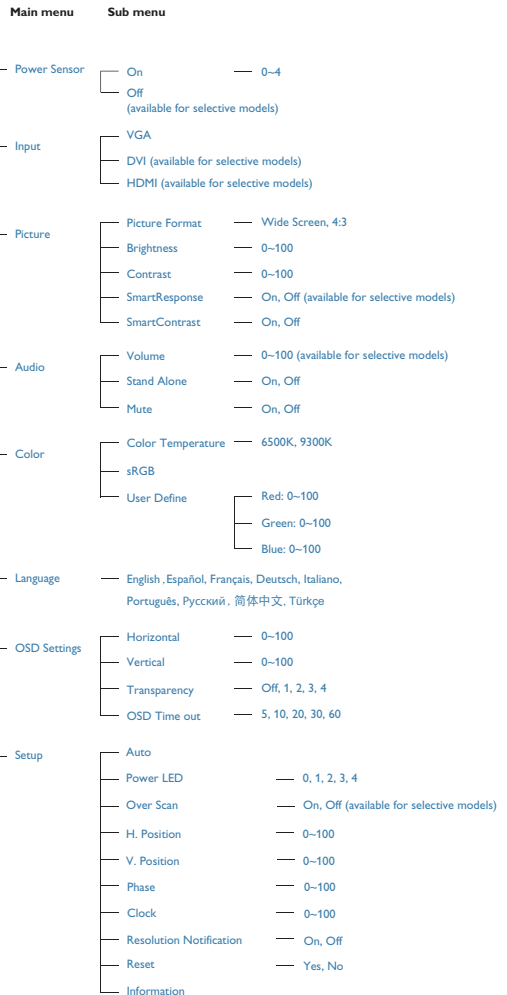 Main menu Sub menu
Power Sensor On 0~4
Off
(available for selective models)
Input VGA
DVI (available for selective models)
HDMI (available for selective models)
Picture Picture Format Wide Screen, 4:3
Brightness 0~100
Contrast 0~100
SmartResponse On, Off (available for selective models)
SmartContrast On, Off
Audio Volume 0~100 (available for selective models)
Stand Alone On, Off
Mute On, Off
Color Color Temperature 6500K, 9300K
sRGB
User Define Red: 0~100
Green: 0~100
Blue: 0~100
Language English , Español, Français, Deutsch, Italiano,
Português, Русский , 简体中文, Türkçe
OSD Settings Horizontal 0~100
Vertical 0~100
Transparency Off, 1, 2, 3, 4
OSD Time out 5, 10, 20, 30, 60
Setup Auto
Power LED 0, 1, 2, 3, 4
Over Scan On, Off (available for selective models)
H. Position 0~100
V. Position 0~100
Phase 0~100
Clock 0~100
Resolution Notification On, Off
Reset Yes, No
Information